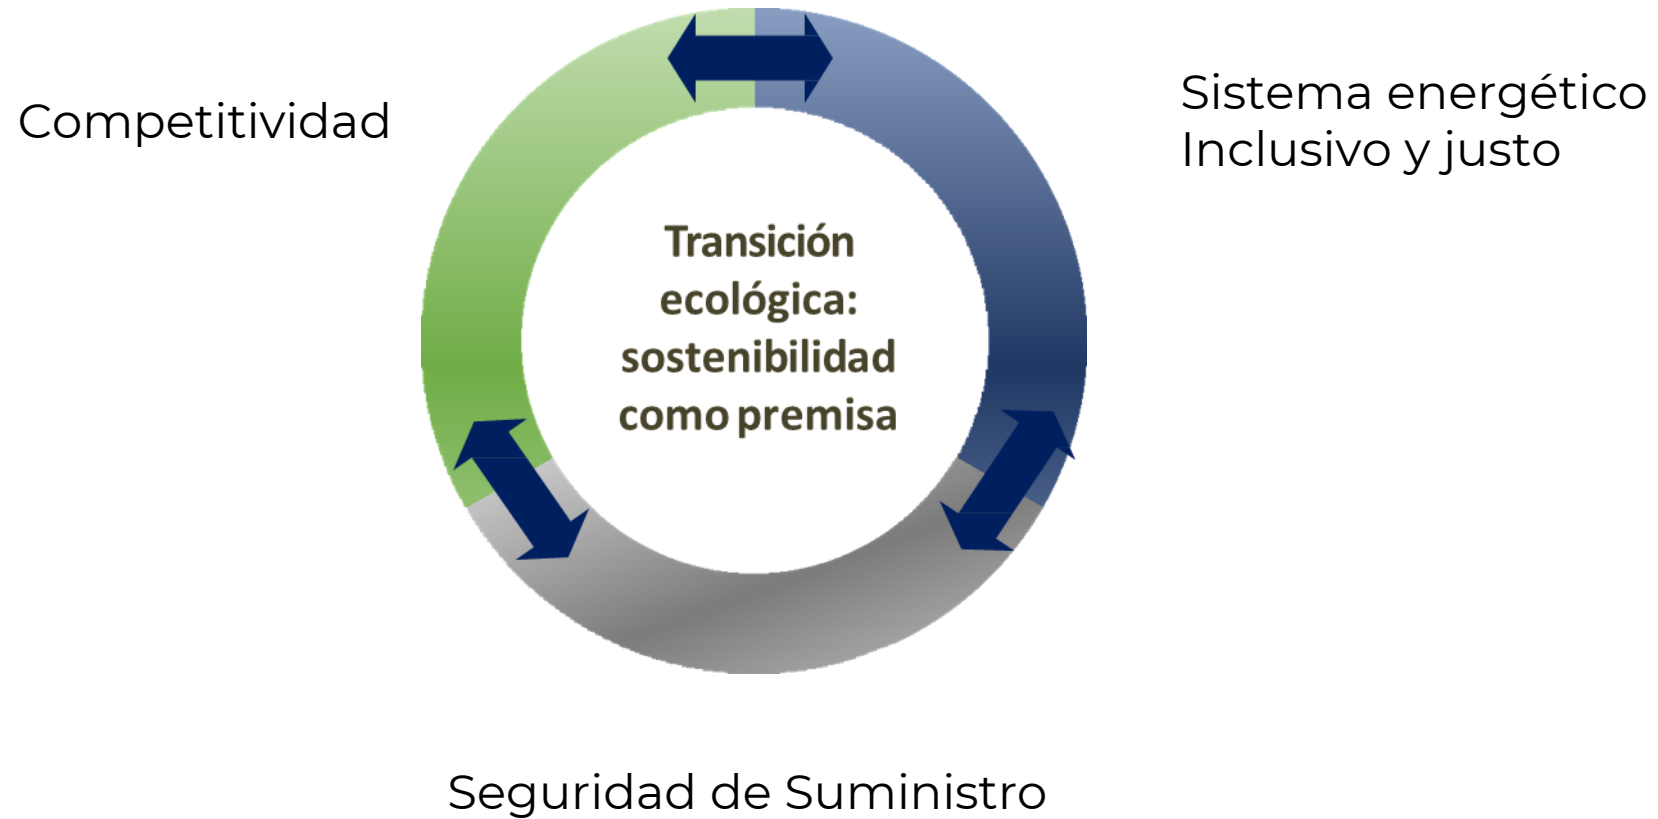 Competitividad
Sistema energético
Inclusivo y justo
Transición
ecológica:
sostenibilidad
como premisa
Seguridad de Suministro